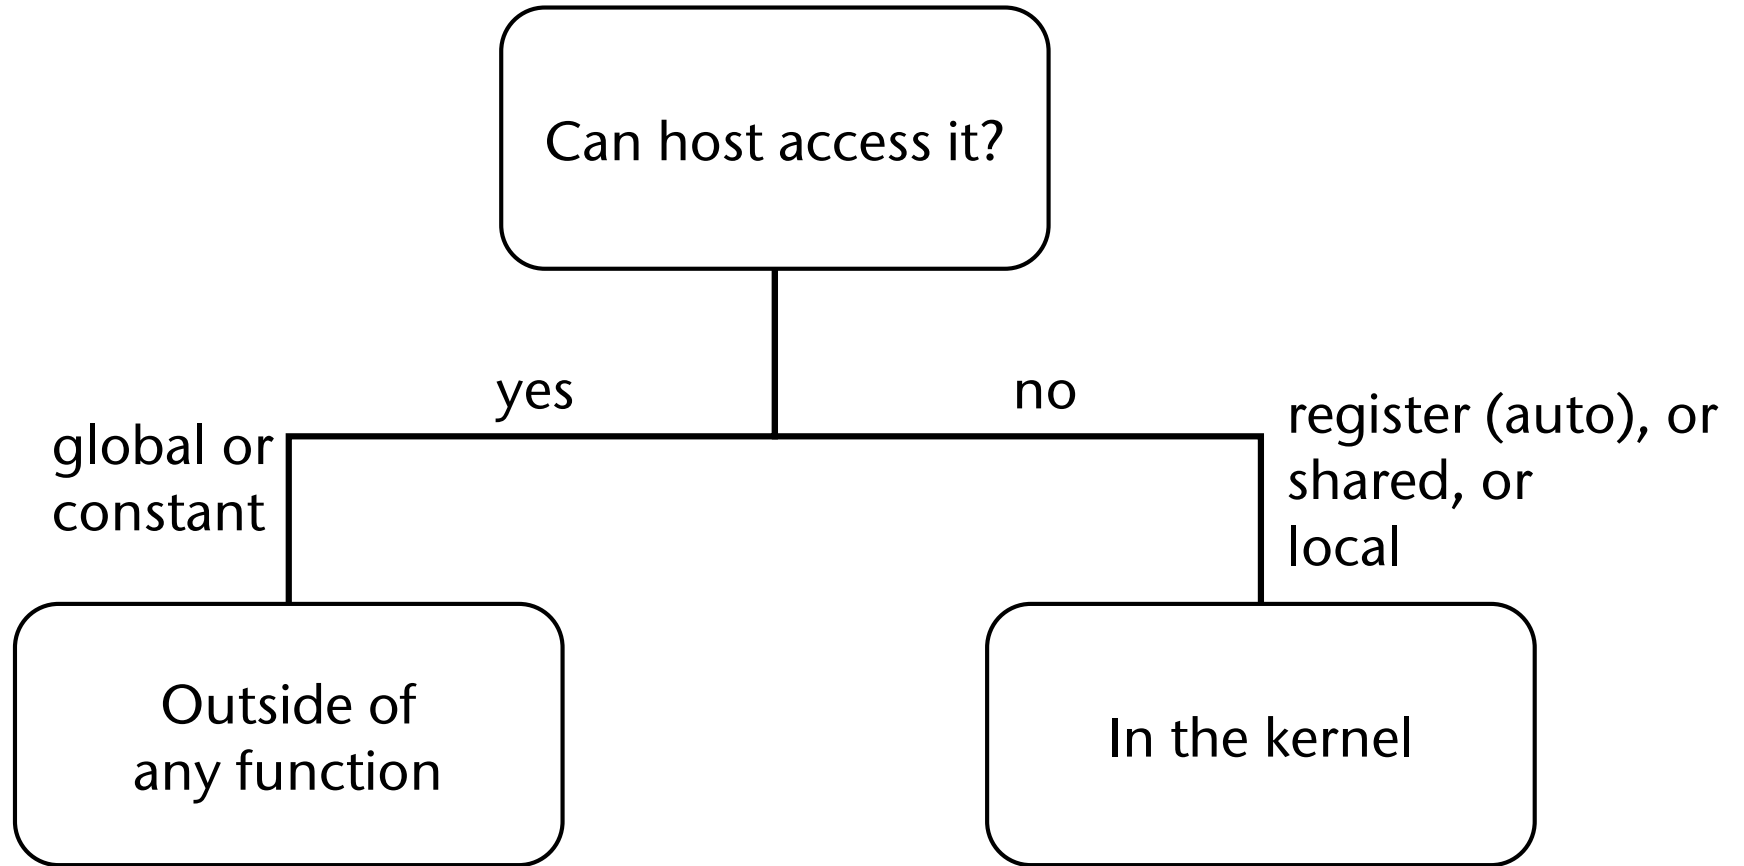 Can host access it?
yes
no
global or
constant
register (auto), or
shared, or
local
Outside of
any function
In the kernel